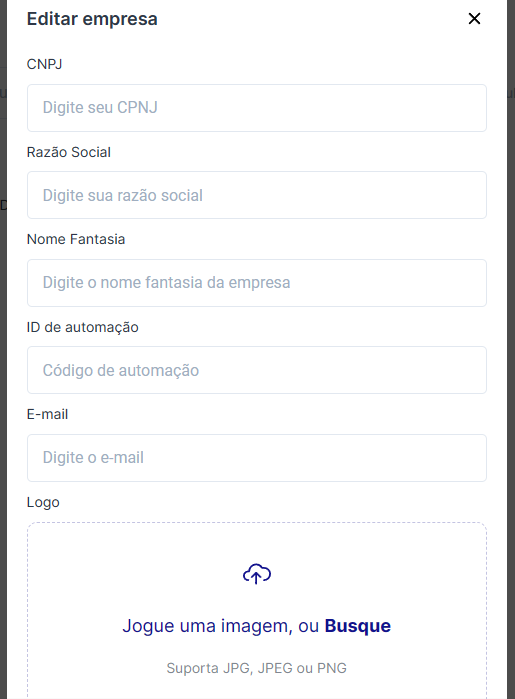 Editar empresa
CNPJ
Digite seu CPNJ
Razão Social
Digite sua razão social
Nome Fantasia
Digite o nome fantasia da empresa
ID de automação
Código de automação
E-mail
Digite o e-mail
Logo
Jogue uma imagem, ou Busque
Suporta JPG, JPEG ou PNG